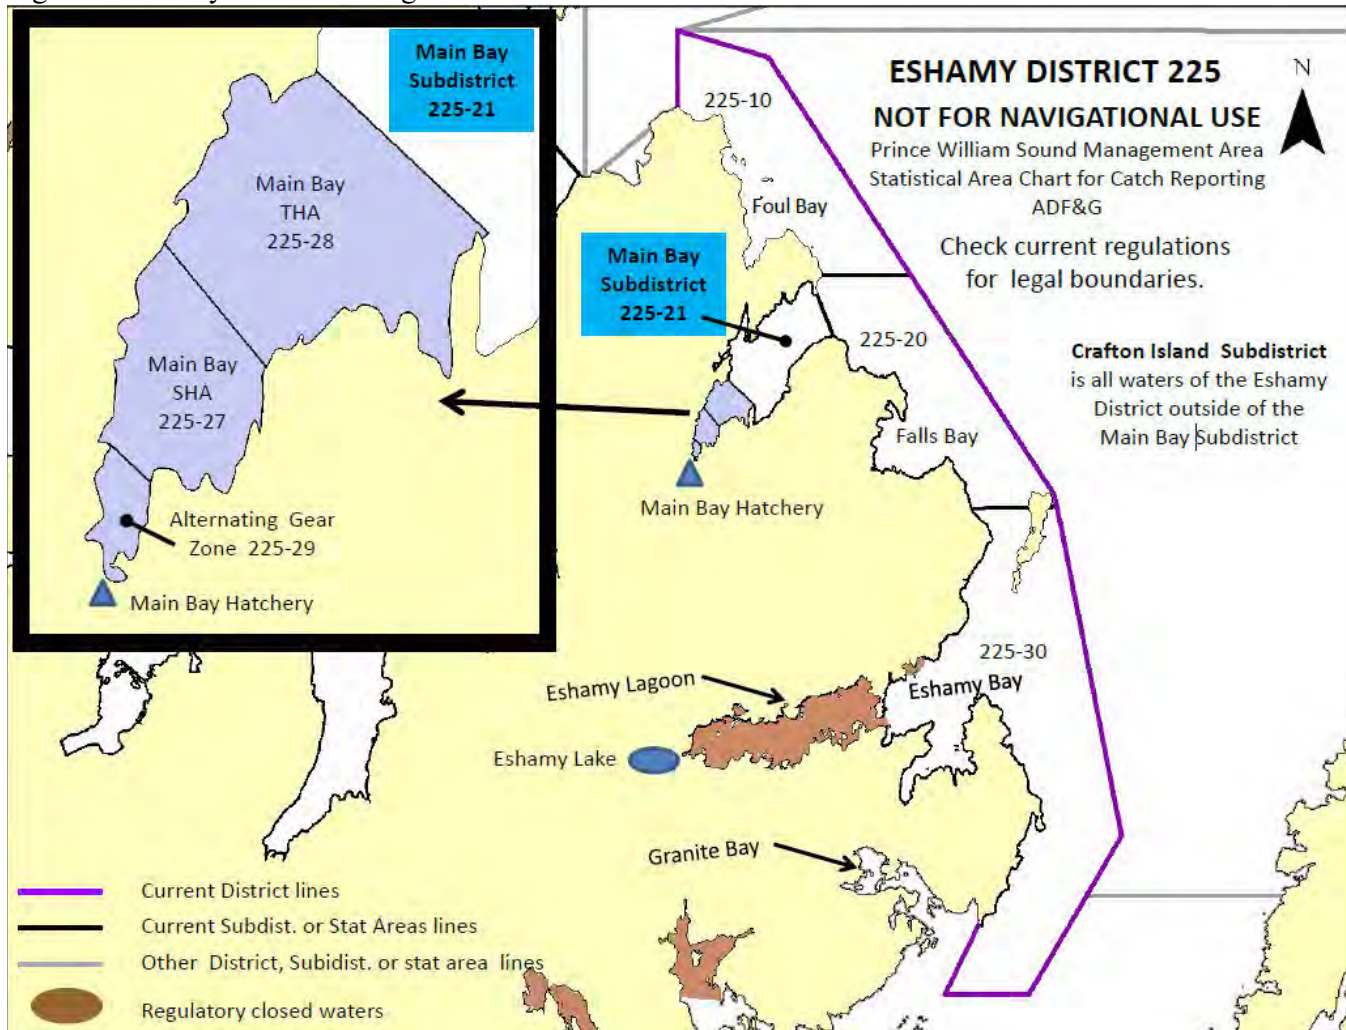 Main Bay
Subdistrict
225-21
Main Bay
THA
225-28
Main Bay
SHA
225-27
Alternating Gear
Zone 225-29
Main Bay Hatchery
ESHAMY DISTRICT 225
NOT FOR NAVIGATIONAL USE
Prince William Sound Management Area
Statistical Area Chart for Catch Reporting
ADF&G
Check current regulations
for legal boundaries.
N
Crafton Island Subdistrict
is all waters of the Eshamy
District outside of the
Main Bay Subdistrict
225-10
Foul Bay
Main Bay
Subdistrict
225-21
225-20
Falls Bay
Main Bay Hatchery
225-30
Eshamy Bay
Eshamy Lagoon
Eshamy Lake
Granite Bay
Current District lines
Current Subdist. or Stat Areas lines
Other District, Subidist. or stat area lines
Regulatory closed waters